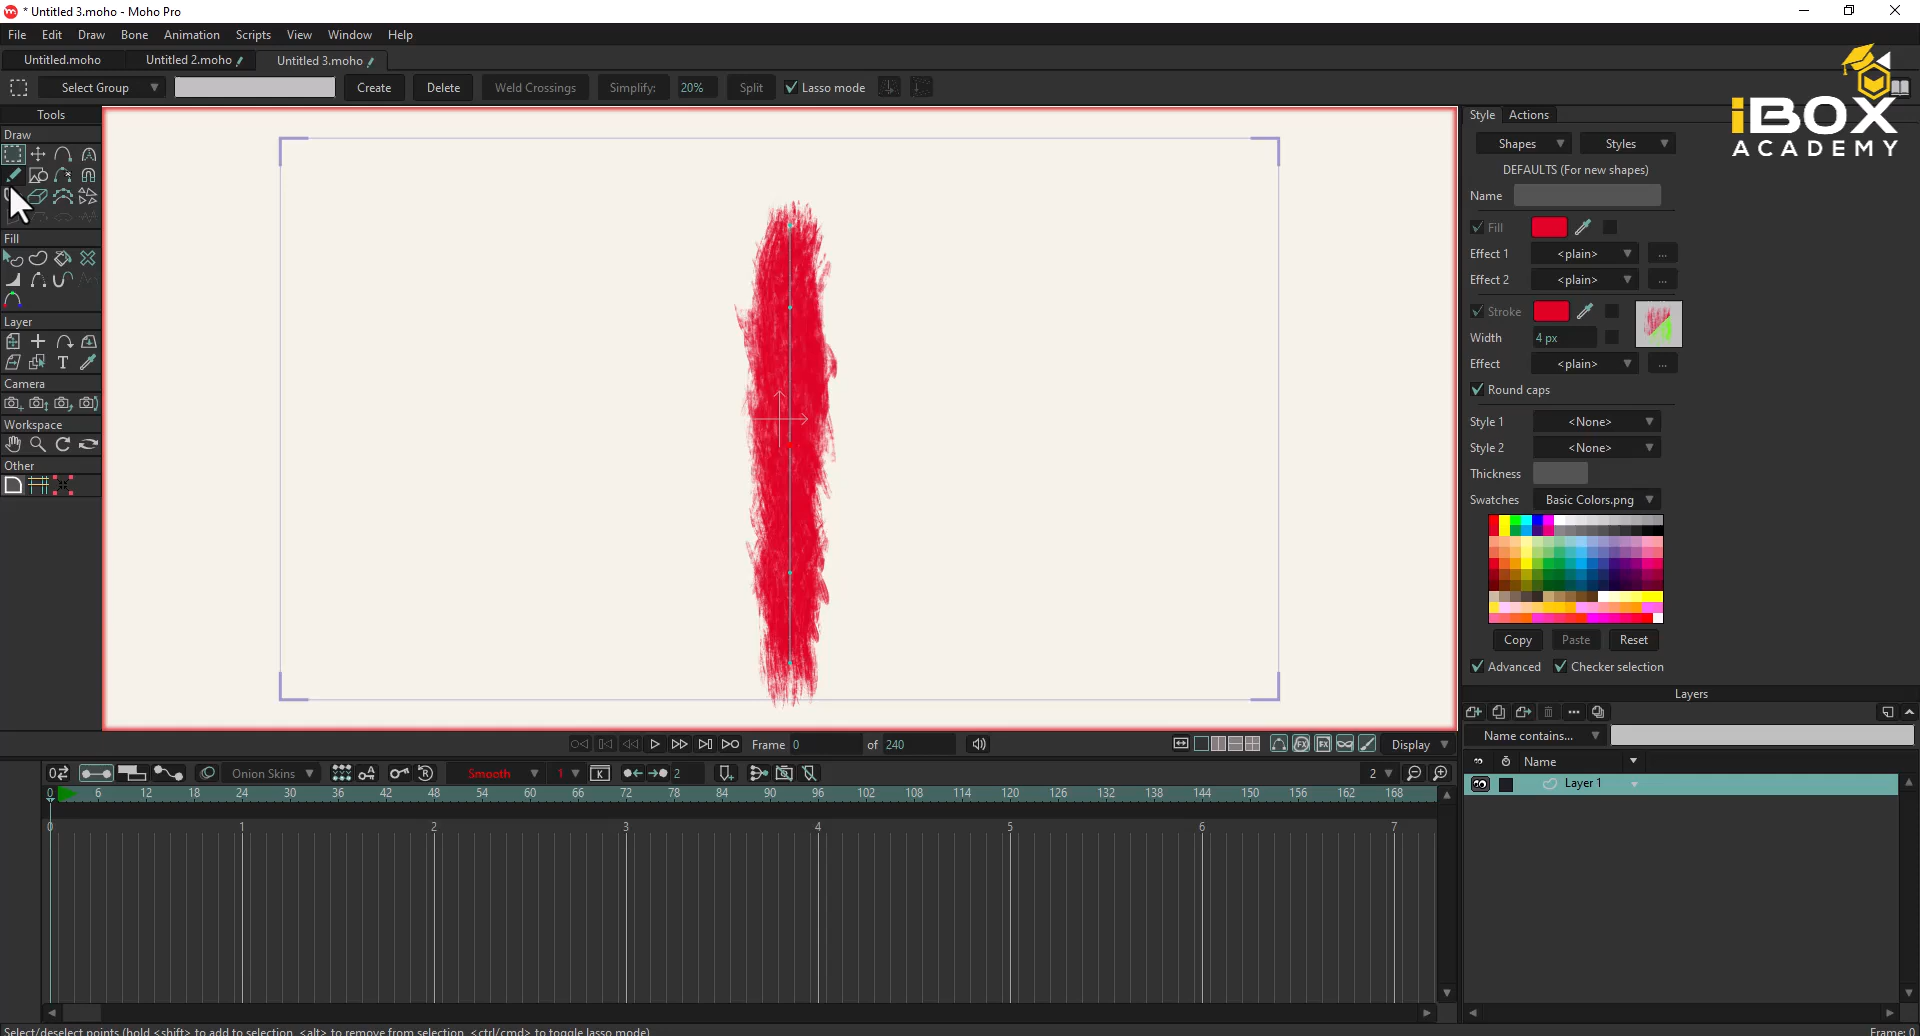 * Untitled 3.moho - Moho Pro
File Edit Draw Bone Animation Scripts View Window Help
Untitled.moho Untitled 2.moho Untitled 3.moho
Select Group Create Delete Weld Crossings Simplify: 20% Split Lasso mode
iBOX
ACADEMY
Tools
Draw
Fill
Layer
T
Camera
Workspace
Other
Style Actions
Shapes Styles
DEFAULTS (For new shapes)
Name
Fill
Effect 1 <plain> ...
Effect 2 <plain> ...
Stroke
Width 4 px
Effect <plain> ...
Round caps
Style 1 <None>
Style 2 <None>
Thickness
Swatches Basic Colors.png
Copy Paste Reset
Advanced Checker selection
Layers
Name contains...
Name
Layer 1
Frame 0 of 240 Display
Onion Skins Smooth 1 K 2 2
0 6 12 18 24 30 36 42 48 54 60 66 72 78 84 90 96 102 108 114 120 126 132 138 144 150 156 162 168
0 1 2 3 4 5 6 7
Select/deselect points (hold <shift> to add to selection, <alt> to remove from selection, <ctrl/cmd> to toggle lasso mode) Frame: 0